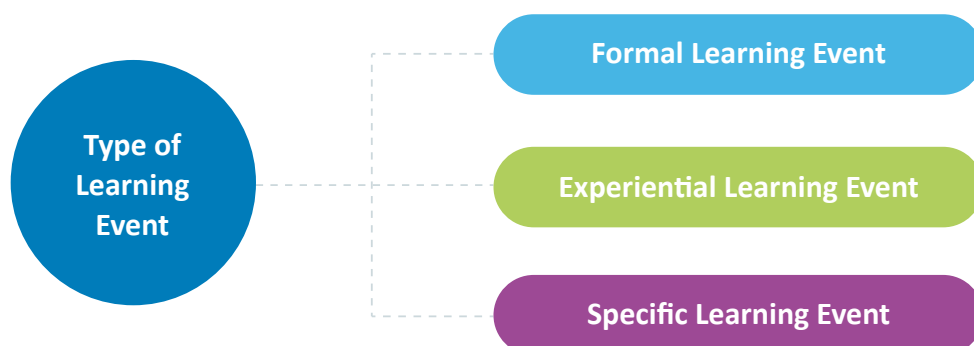 Type of
Learning
Event
Formal Learning Event
Experiential Learning Event
Specific Learning Event